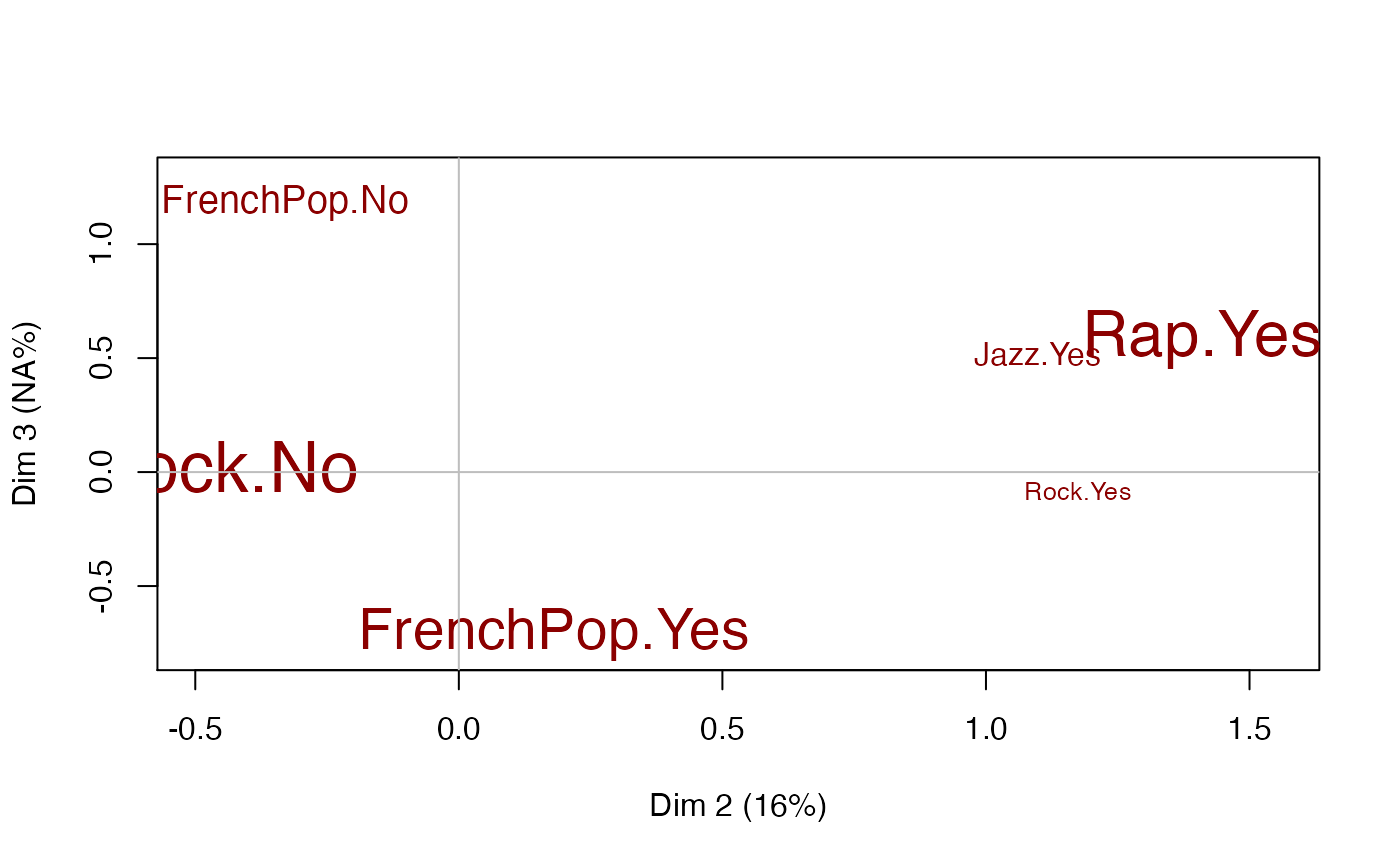 FrenchPop.No
1.0
Rap.Yes
Jazz.Yes
0.5
Dim 3 (NA%)
ock.No
0.0
Rock.Yes
-0.5
FrenchPop.Yes
-0.5 0.0 0.5 1.0 1.5
Dim 2 (16%)